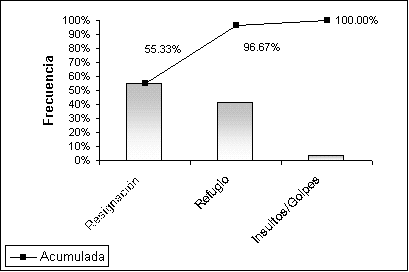 100%
90%
80%
70%
60%
50%
40%
30%
20%
10%
0%
Frecuencia
55.33%
96.67%
100.00%
Resignación
Refugio
Insultos/Golpes
Acumulada